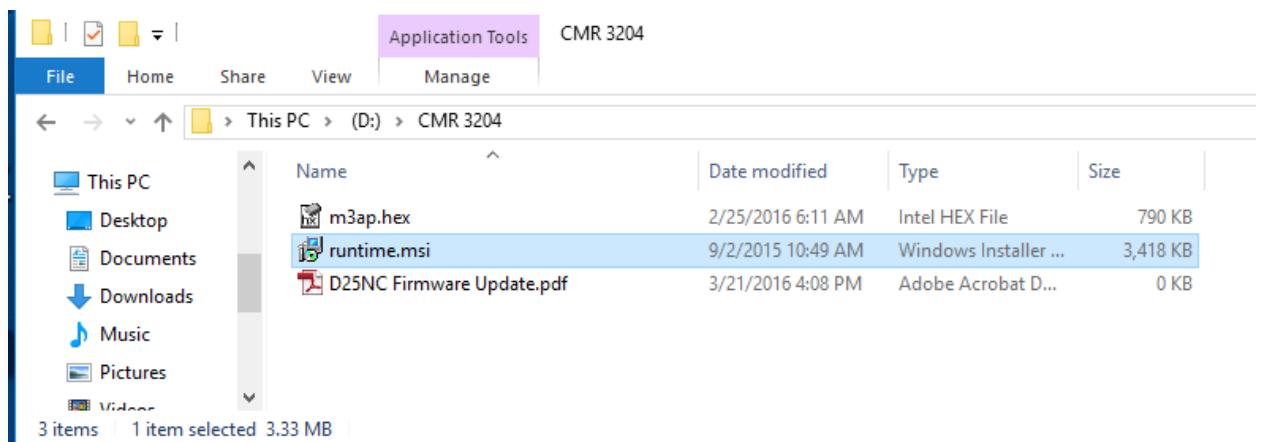 Application Tools CMR 3204
File Home Share View Manage
This PC (D:) CMR 3204
Name Date modified Type Size
This PC
Desktop
Documents
Downloads
Music
Pictures
Videos
m3ap.hex 2/25/2016 6:11 AM Intel HEX File 790 KB
runtime.msi 9/2/2015 10:49 AM Windows Installer ... 3,418 KB
D25NC Firmware Update.pdf 3/21/2016 4:08 PM Adobe Acrobat D... 0 KB
3 items 1 item selected 3.33 MB